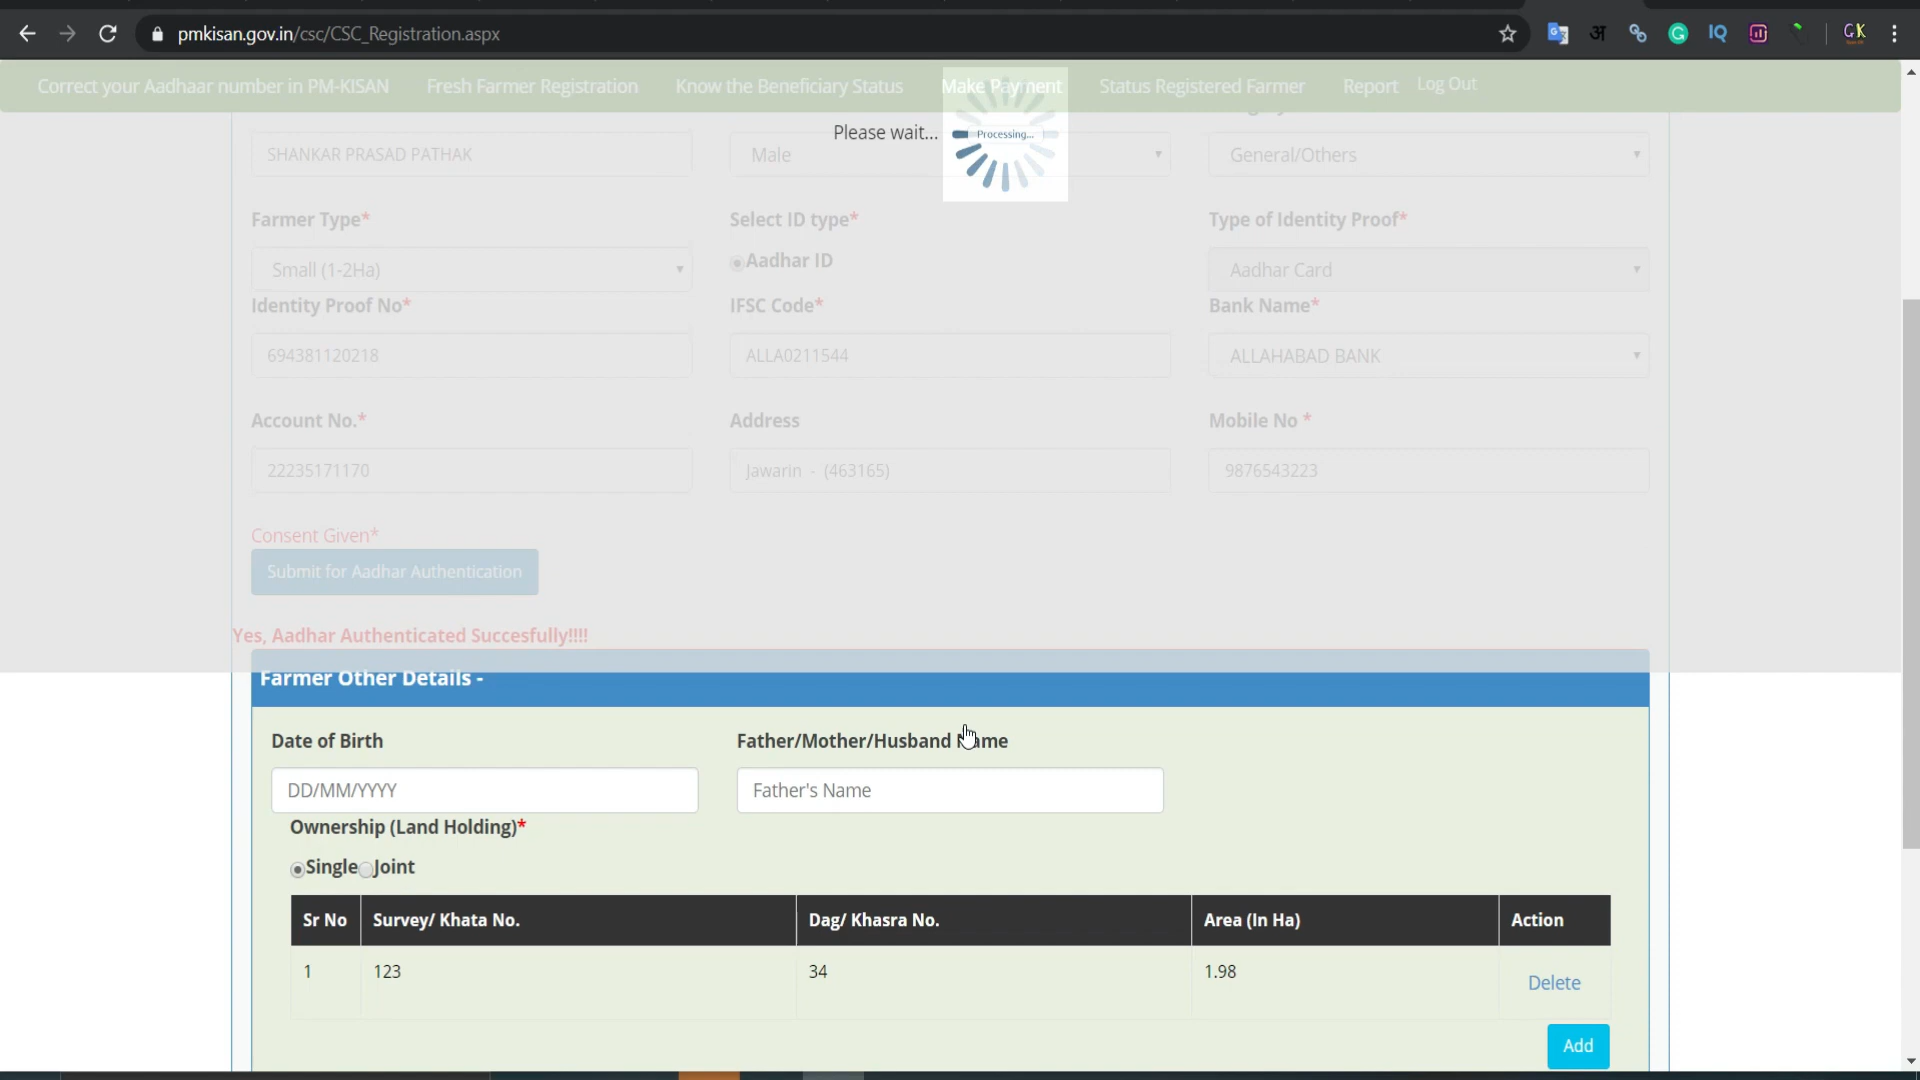 pmkisan.gov.in/csc/CSC_Registration.aspx
अ
IQ
GK
Correct your Aadhaar number in PM-KISAN Fresh Farmer Registration Know the Beneficiary Status Make Payment Status Registered Farmer Report Log Out
Please wait... Processing...
SHANKAR PRASAD PATHAK Male General/Others
Farmer Type* Select ID type* Type of Identity Proof*
Small (1-2Ha) Aadhar ID Aadhar Card
Identity Proof No* IFSC Code* Bank Name*
694381120218 ALLA0211544 ALLAHABAD BANK
Account No.* Address Mobile No *
22235171170 Jawarin - (463165) 9876543223
Consent Given*
Submit for Aadhar Authentication
Yes, Aadhar Authenticated Succesfully!!!!
Farmer Other Details -
Date of Birth Father/Mother/Husband Name
DD/MM/YYYY Father's Name
Ownership (Land Holding)*
Single Joint
Sr No Survey/ Khata No. Dag/ Khasra No. Area (In Ha) Action
1 123 34 1.98 Delete
Add